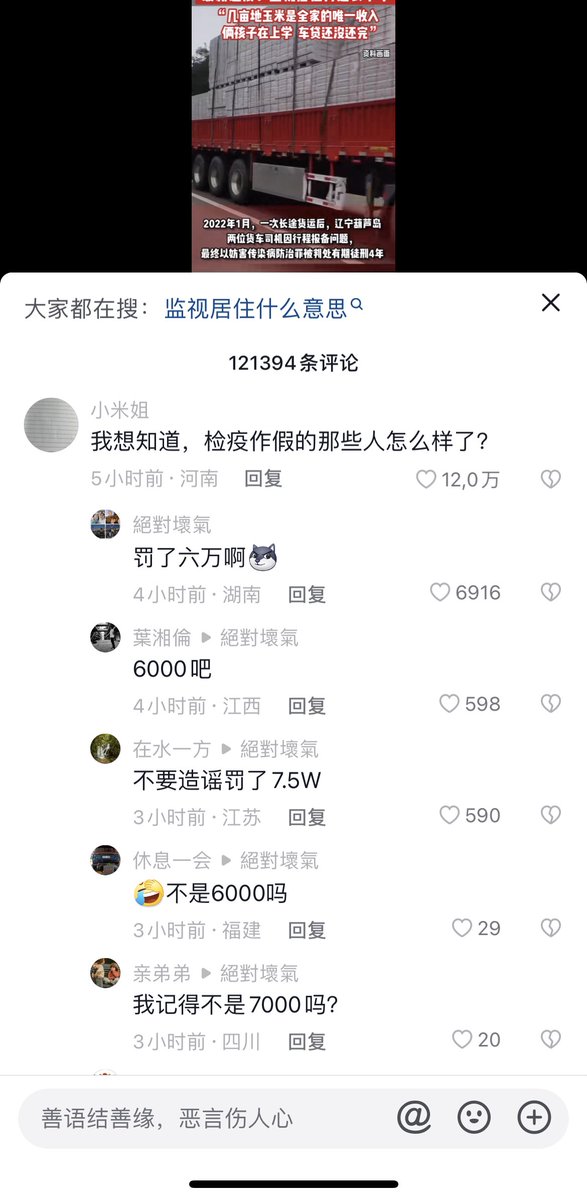 “几亩地玉米是全家的唯一收入
俩孩子在上学 车贷还没还完”
资料画面
2022年1月，一次长途货运后，辽宁葫芦岛
两位货车司机因行程报备问题，
最终以妨害传染病防治罪被判处有期徒刑4年
大家都在搜：监视居住什么意思
121394条评论
小米姐
我想知道，检疫作假的那些人怎么样了?
5小时前·河南 回复 12,0万
絕對壞氣
罚了六万啊
4小时前·湖南 回复 6916
葉湘倫 ▶ 絕對壞氣
6000吧
4小时前·江西 回复 598
在水一方 ▶ 絕對壞氣
不要造谣罚了7.5W
3小时前·江苏 回复 590
休息一会 ▶ 絕對壞氣
不是6000吗
3小时前·福建 回复 29
亲弟弟 ▶ 絕對壞氣
我记得不是7000吗?
3小时前·四川 回复 20
善语结善缘，恶言伤人心